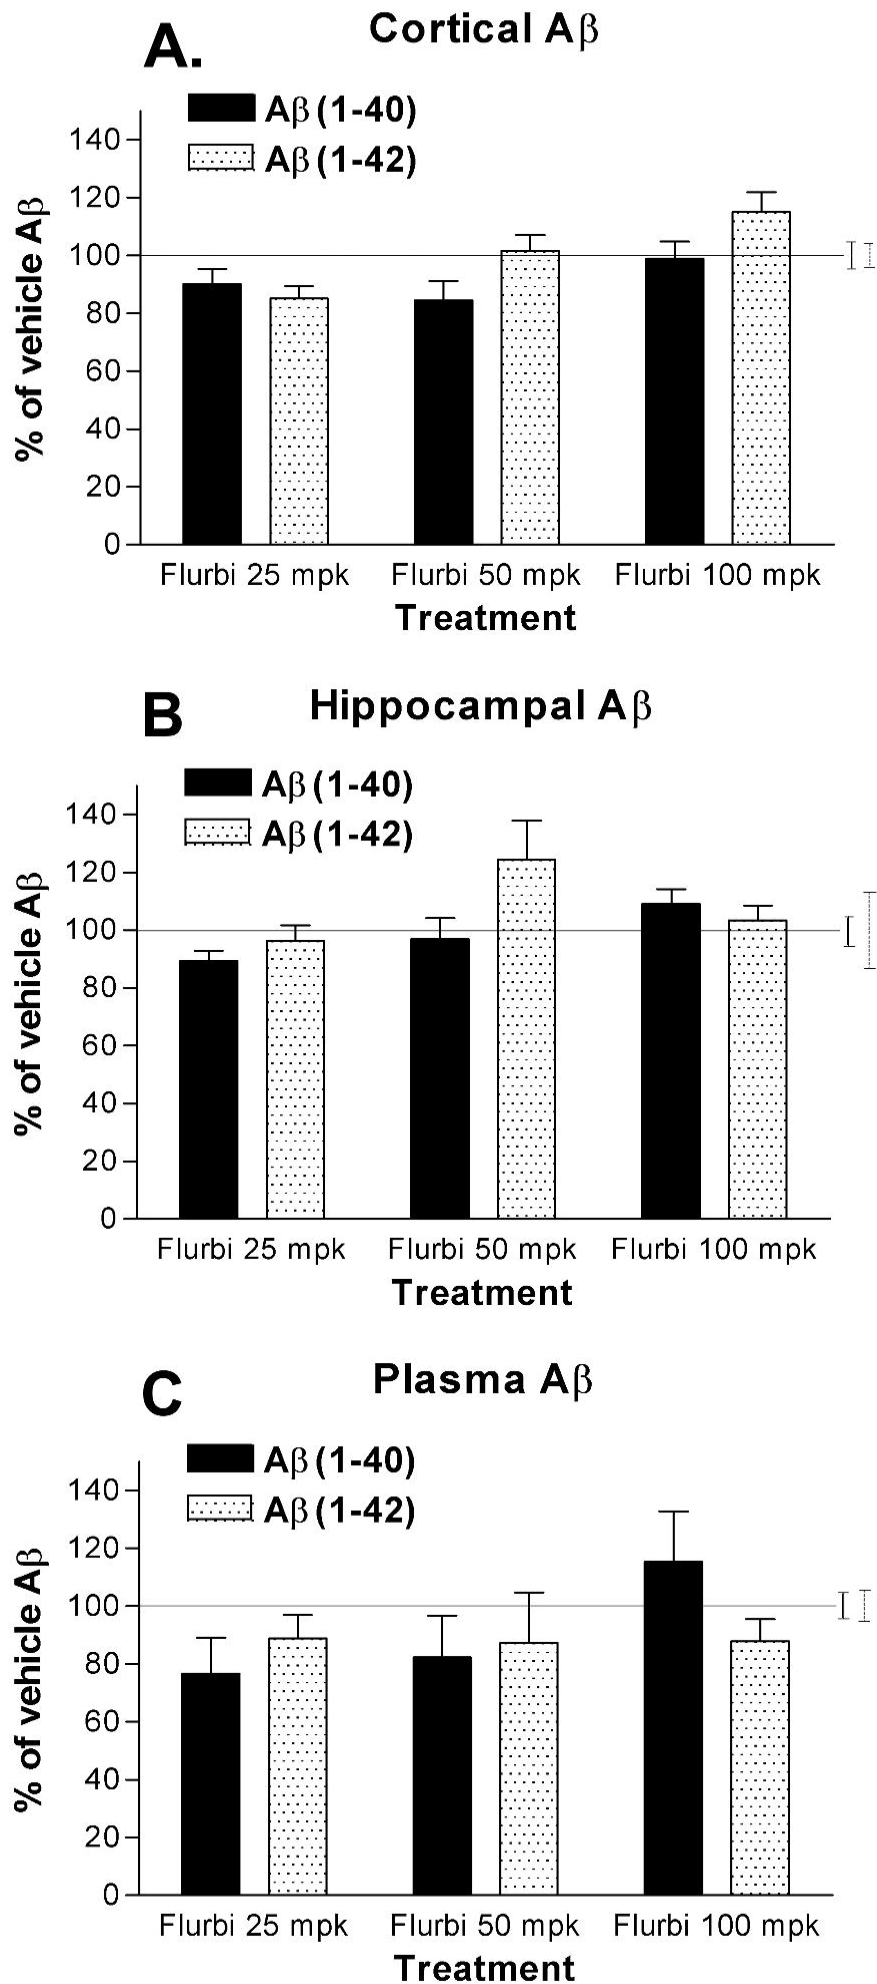 A.
Cortical Aβ
Aβ (1-40)
Aβ (1-42)
% of vehicle Aβ
140
120
100
80
60
40
20
0
Flurbi 25 mpk Flurbi 50 mpk Flurbi 100 mpk
Treatment
B
Hippocampal Aβ
Aβ (1-40)
Aβ (1-42)
% of vehicle Aβ
140
120
100
80
60
40
20
0
Flurbi 25 mpk Flurbi 50 mpk Flurbi 100 mpk
Treatment
C
Plasma Aβ
Aβ (1-40)
Aβ (1-42)
% of vehicle Aβ
140
120
100
80
60
40
20
0
Flurbi 25 mpk Flurbi 50 mpk Flurbi 100 mpk
Treatment